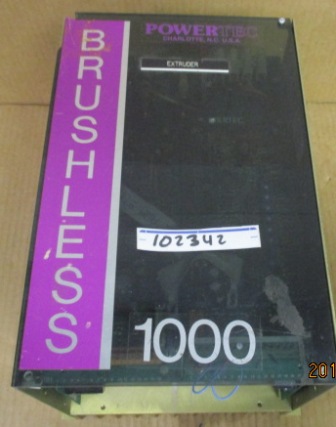 POWERTEC
CHARLOTTE, N.C. U.S.A.
EXTRUDER
BRUSHLESS
102342
1000
201